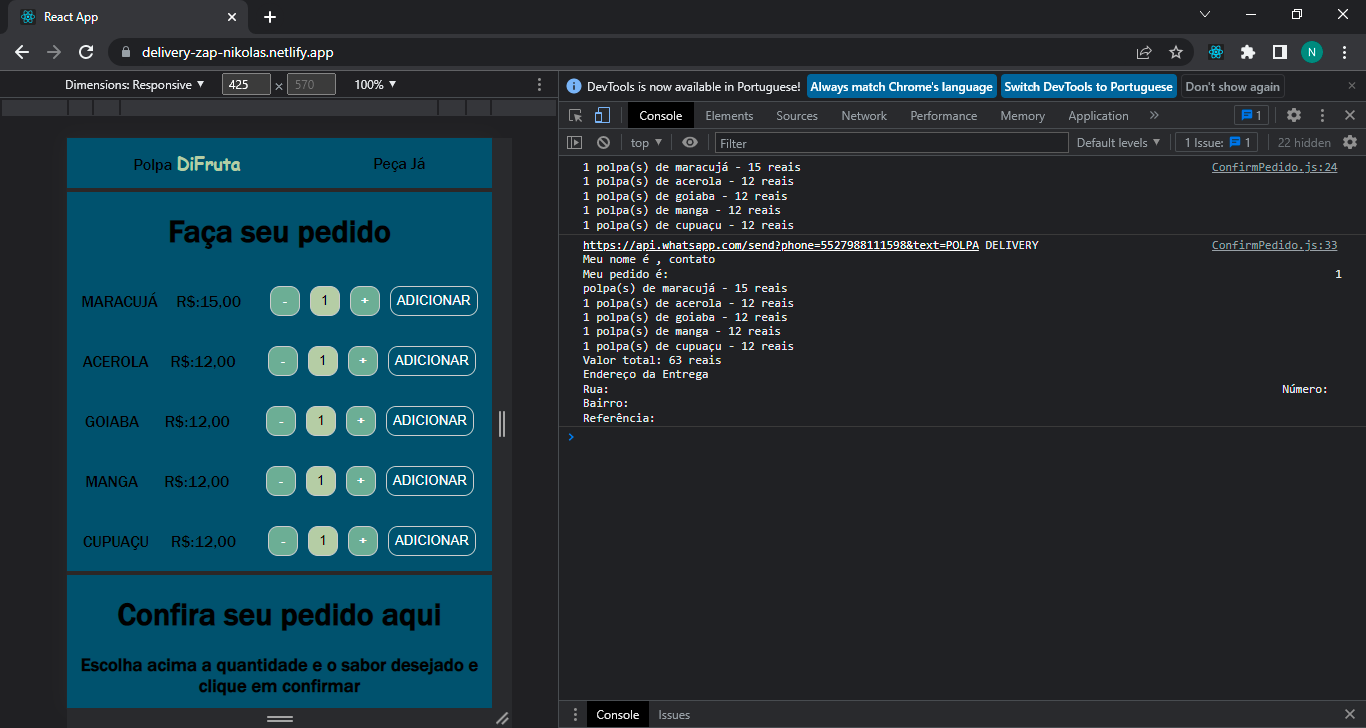 React App
delivery-zap-nikolas.netlify.app
N
Dimensions: Responsive ▼ 425 × 570 100% ▼
Polpa DiFruta Peça Já
Faça seu pedido
MARACUJÁ R$:15,00 - 1 + ADICIONAR
ACEROLA R$:12,00 - 1 + ADICIONAR
GOIABA R$:12,00 - 1 + ADICIONAR
MANGA R$:12,00 - 1 + ADICIONAR
CUPUAÇU R$:12,00 - 1 + ADICIONAR
Confira seu pedido aqui
Escolha acima a quantidade e o sabor desejado e
clique em confirmar
DevTools is now available in Portuguese! Always match Chrome's language Switch DevTools to Portuguese Don't show again
Console Elements Sources Network Performance Memory Application » 1
top ▼ Filter Default levels ▼ 1 Issue: 1 22 hidden
1 polpa(s) de maracujá - 15 reais ConfirmPedido.js:24
1 polpa(s) de acerola - 12 reais
1 polpa(s) de goiaba - 12 reais
1 polpa(s) de manga - 12 reais
1 polpa(s) de cupuaçu - 12 reais
https://api.whatsapp.com/send?phone=5527988111598&text=POLPA DELIVERY ConfirmPedido.js:33
Meu nome é , contato
Meu pedido é: 1
polpa(s) de maracujá - 15 reais
1 polpa(s) de acerola - 12 reais
1 polpa(s) de goiaba - 12 reais
1 polpa(s) de manga - 12 reais
1 polpa(s) de cupuaçu - 12 reais
Valor total: 63 reais
Endereço da Entrega
Rua: Número:
Bairro:
Referência:
Console Issues